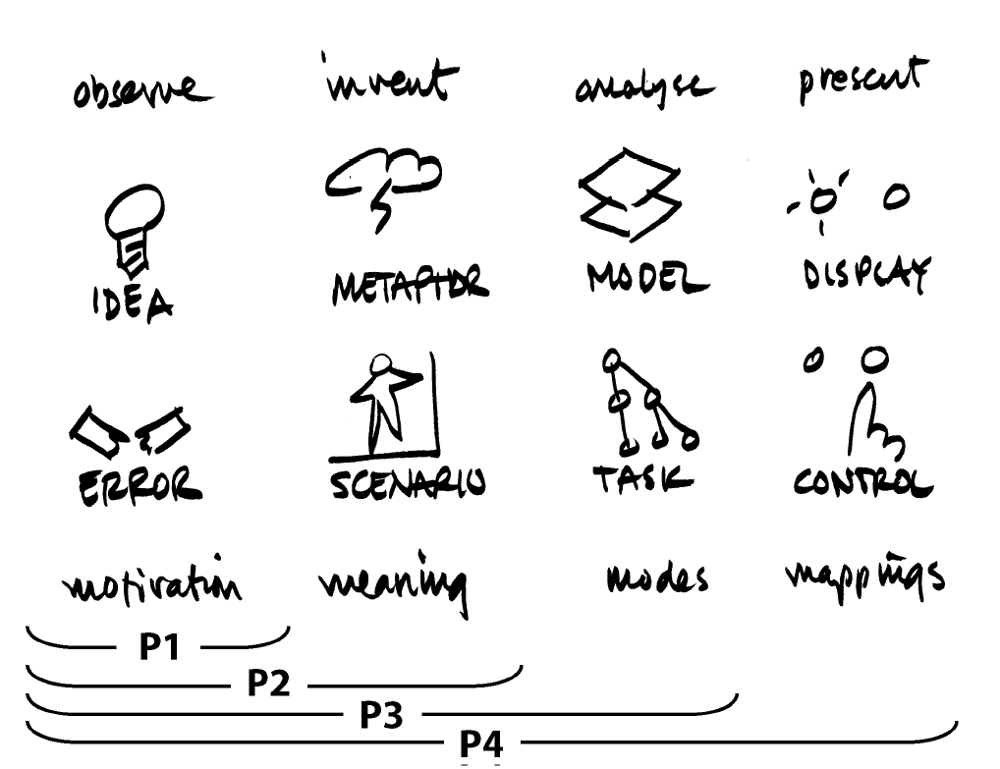 observe invent analyse present
IDEA METAPHOR MODEL DISPLAY
ERROR SCENARIO TASK CONTROL
motivation meaning modes mappings
P1
P2
P3
P4